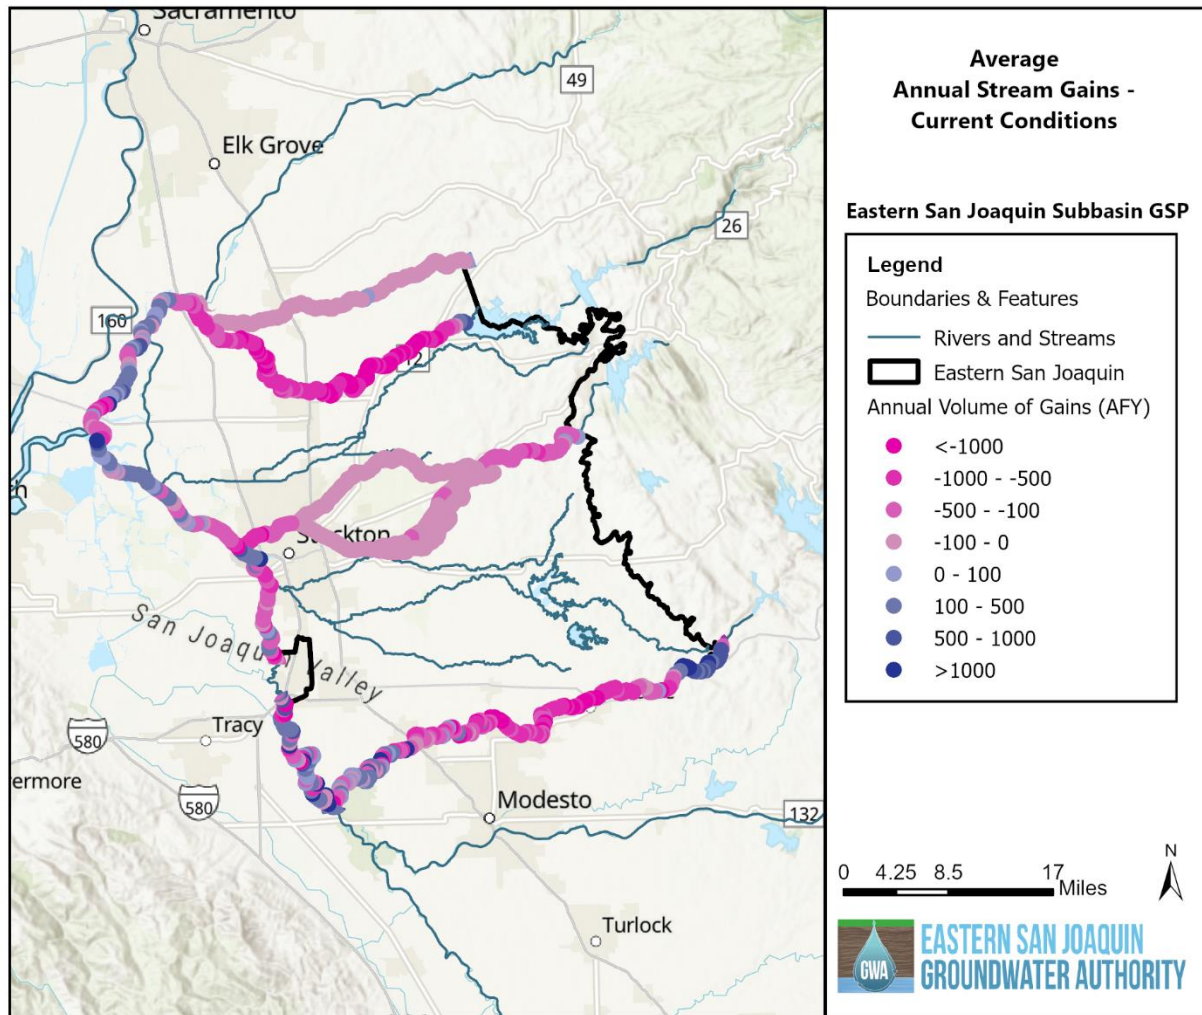 Sacramento
49
Elk Grove
26
160
12
Stockton
San Joaquin Valley
Tracy
580
ermore
580
Modesto
132
Turlock
Average
Annual Stream Gains -
Current Conditions
Eastern San Joaquin Subbasin GSP
Legend
Boundaries & Features
Rivers and Streams
Eastern San Joaquin
Annual Volume of Gains (AFY)
<-1000
-1000 - -500
-500 - -100
-100 - 0
0 - 100
100 - 500
500 - 1000
>1000
N
0 4.25 8.5 17
Miles
GWA
EASTERN SAN JOAQUIN
GROUNDWATER AUTHORITY